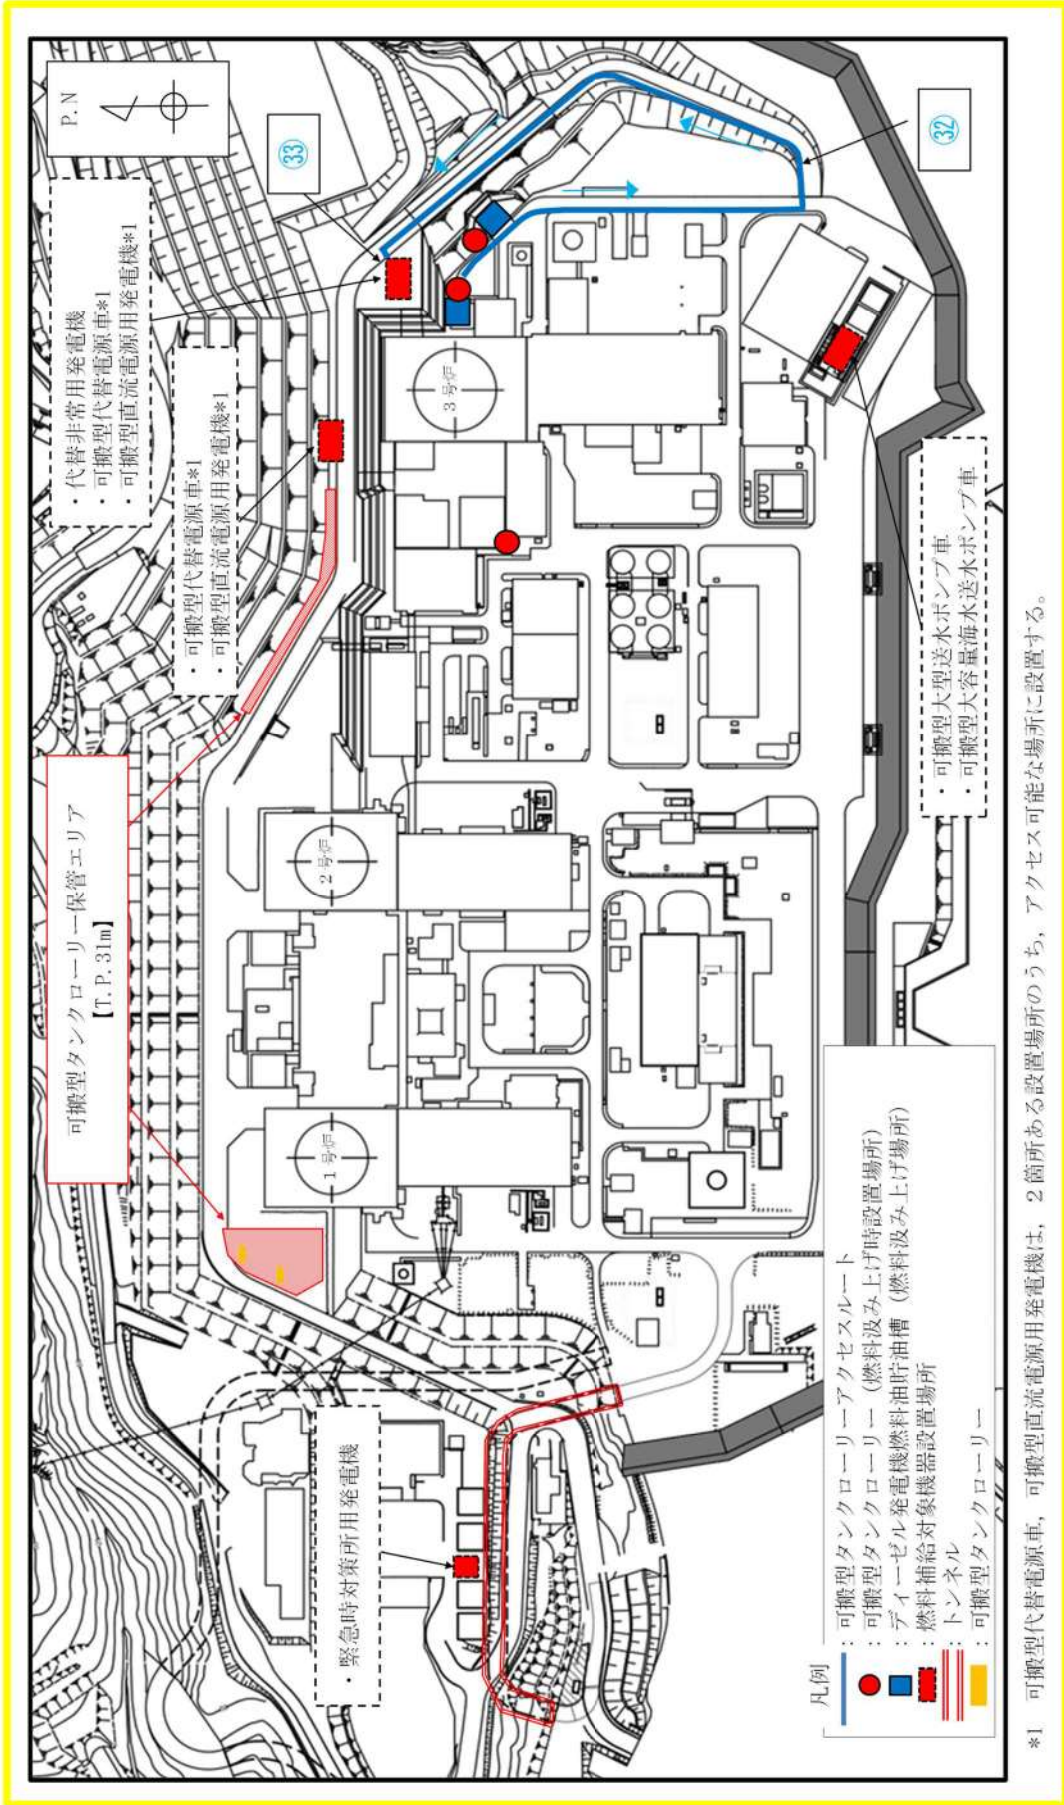 P.N
㉝
㉜
・代替非常用発電機
・可搬型代替電源車*1
・可搬型直流電源用発電機*1
・可搬型代替電源車*1
・可搬型直流電源用発電機*1
可搬型タンクローリー保管エリア
【T.P.31m】
3号炉
2号炉
1号炉
・緊急時対策所用発電機
・可搬型大型送水ポンプ車
・可搬型大容量海水送水ポンプ車
凡例
：可搬型タンクローリーアクセスルート
：可搬型タンクローリー（燃料汲み上げ時設置場所）
：ディーゼル発電機燃料油貯油槽（燃料汲み上げ場所）
：燃料補給対象機器設置場所
：トンネル
：可搬型タンクローリー
*1　可搬型代替電源車，可搬型直流電源用発電機は，2箇所ある設置場所のうち，アクセス可能な場所に設置する。